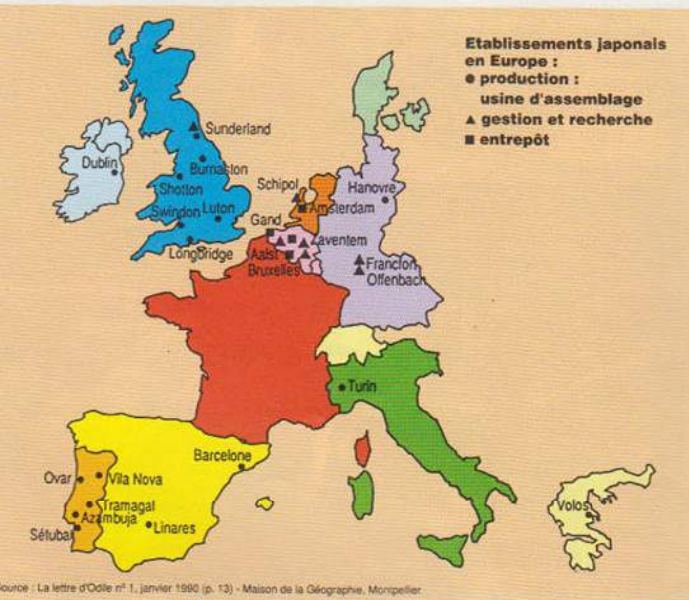 Etablissements japonais
en Europe :
● production :
usine d'assemblage
▲ gestion et recherche
■ entrepôt
Sunderland
Dublin
Burnaston
Shotton
Schipol
Hanovre
Swindon Luton
Amsterdam
Gand
Longbridge
Aalst
Zaventem
Bruxelles
Francfon
Offenbach
Turin
Barcelone
Ovar
Vila Nova
Tramagal
Azambuja
Volos
Sétubal
Linares
Source : La lettre d'Odile n° 1, janvier 1990 (p. 13) - Maison de la Géographie, Montpellier